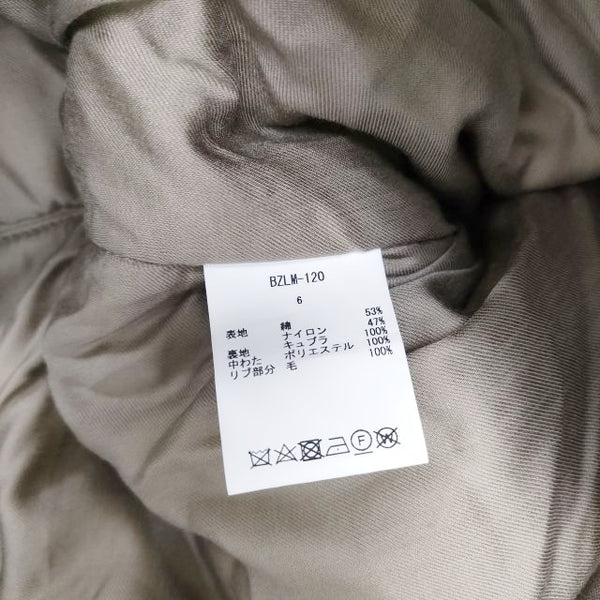 BZLM-120
6
表地 綿 53%
ナイロン 47%
裏地 キュプラ 100%
中わた ポリエステル 100%
リブ部分 毛 100%
F
W